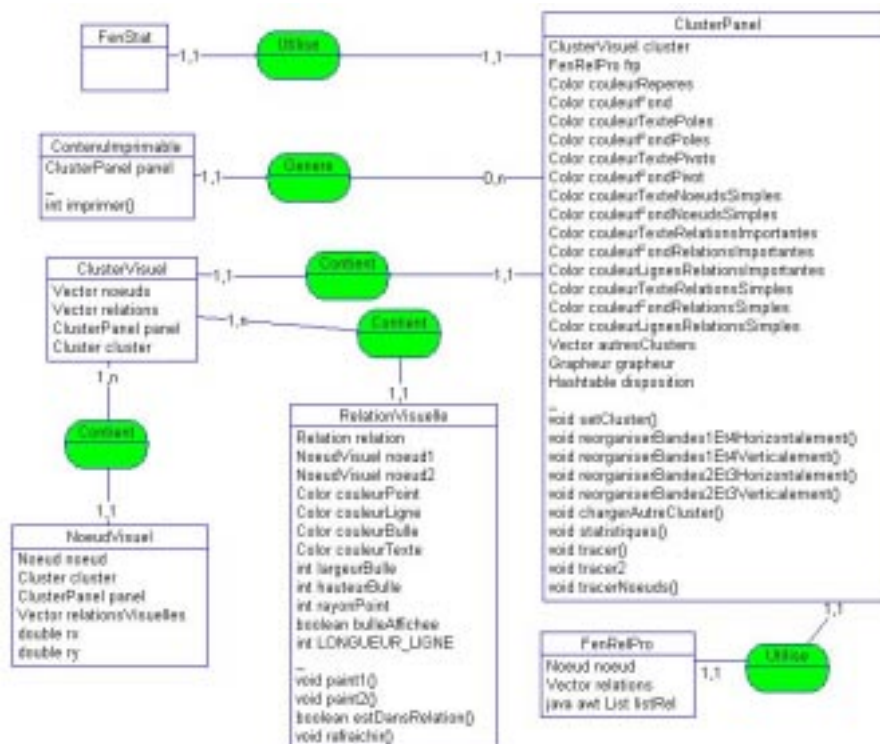 FenStat
1,1
Utilise
1,1
ContenuImprimable
ClusterPanel panel
_
int imprimer()
1,1
Genere
0,n
ClusterPanel
ClusterVisuel cluster
FenRelPro frp
Color couleurReperes
Color couleurFond
Color couleurTextePoles
Color couleurFondPoles
Color couleurTextePivots
Color couleurFondPivot
Color couleurTexteNoeudsSimples
Color couleurFondNoeudsSimples
Color couleurTexteRelationsImportantes
Color couleurFondRelationsImportantes
Color couleurLignesRelationsImportantes
Color couleurTexteRelationsSimples
Color couleurFondRelationsSimples
Color couleurLignesRelationsSimples
Vector autresClusters
Grapheur grapheur
Hashtable disposition
_
void setCluster()
void reorganiserBandes1Et4Horizontalement()
void reorganiserBandes1Et4Verticalement()
void reorganiserBandes2Et3Horizontalement()
void reorganiserBandes2Et3Verticalement()
void chargerAutreCluster()
void statistiques()
void tracer()
void tracer2
void tracerNoeuds()
ClusterVisuel
Vector noeuds
Vector relations
ClusterPanel panel
Cluster cluster
1,1
Contient
1,1
1,n
Contient
1,1
1,n
Contient
1,1
RelationVisuelle
Relation relation
NoeudVisuel noeud1
NoeudVisuel noeud2
Color couleurPoint
Color couleurLigne
Color couleurBulle
Color couleurTexte
int largeurBulle
int hauteurBulle
int rayonPoint
boolean bulleAffichee
int LONGUEUR_LIGNE
_
void paint1()
void paint2()
boolean estDansRelation()
void rafraichir()
NoeudVisuel
Noeud noeud
Cluster cluster
ClusterPanel panel
Vector relationsVisuelles
double rx
double ry
FenRelPro
Noeud noeud
Vector relations
java awt List listRel
1,1
Utilise
1,1